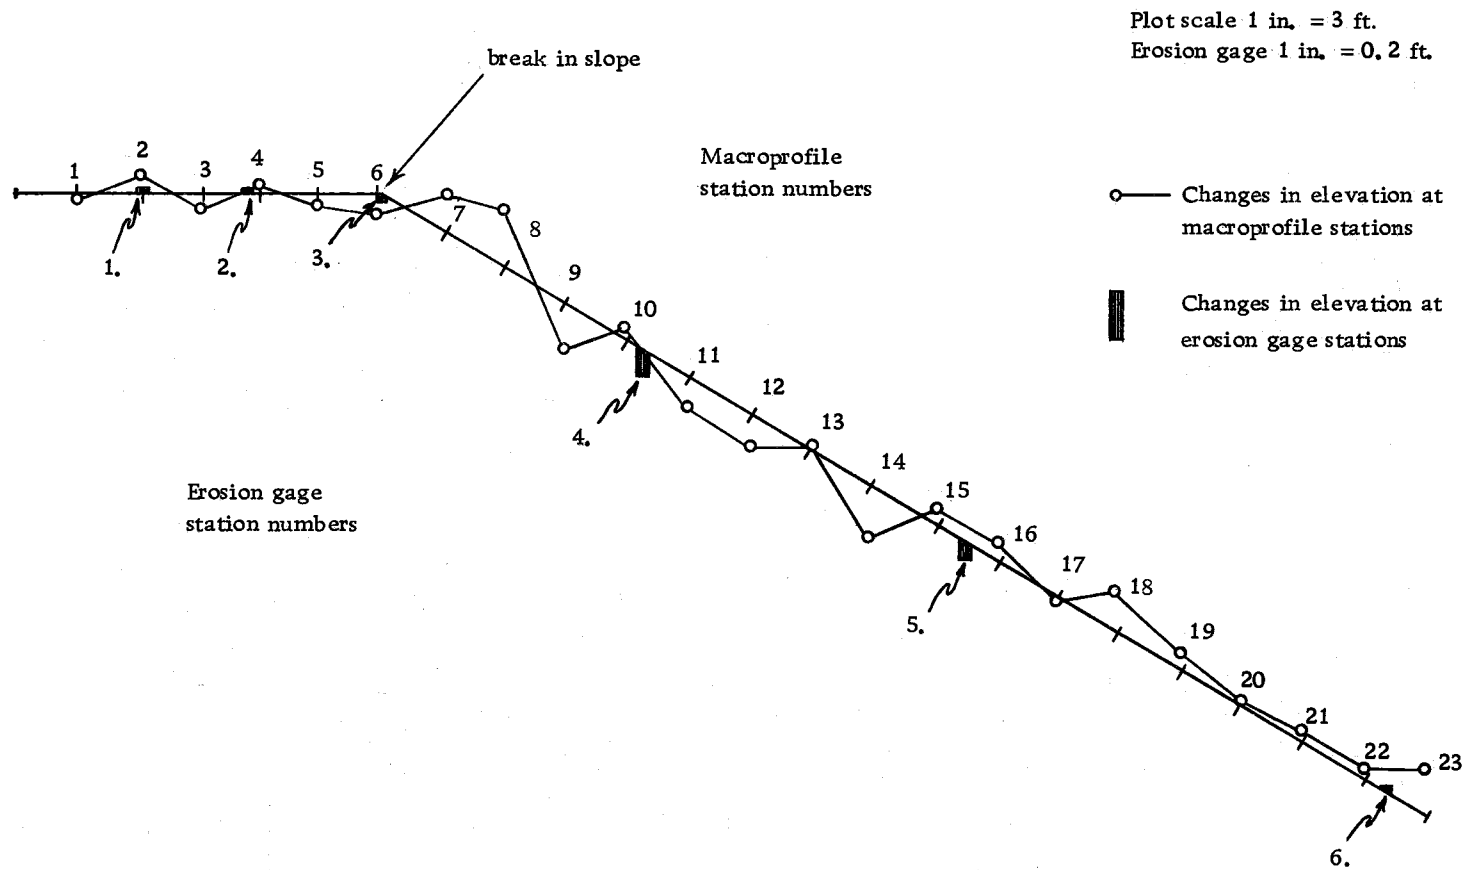 Plot scale 1 in. = 3 ft.
Erosion gage 1 in. = 0.2 ft.
break in slope
Macroprofile
station numbers
Changes in elevation at
macroprofile stations
Changes in elevation at
erosion gage stations
1
2
3
4
5
6
7
8
9
10
11
12
13
14
15
16
17
18
19
20
21
22
23
1.
2.
3.
4.
5.
6.
Erosion gage
station numbers